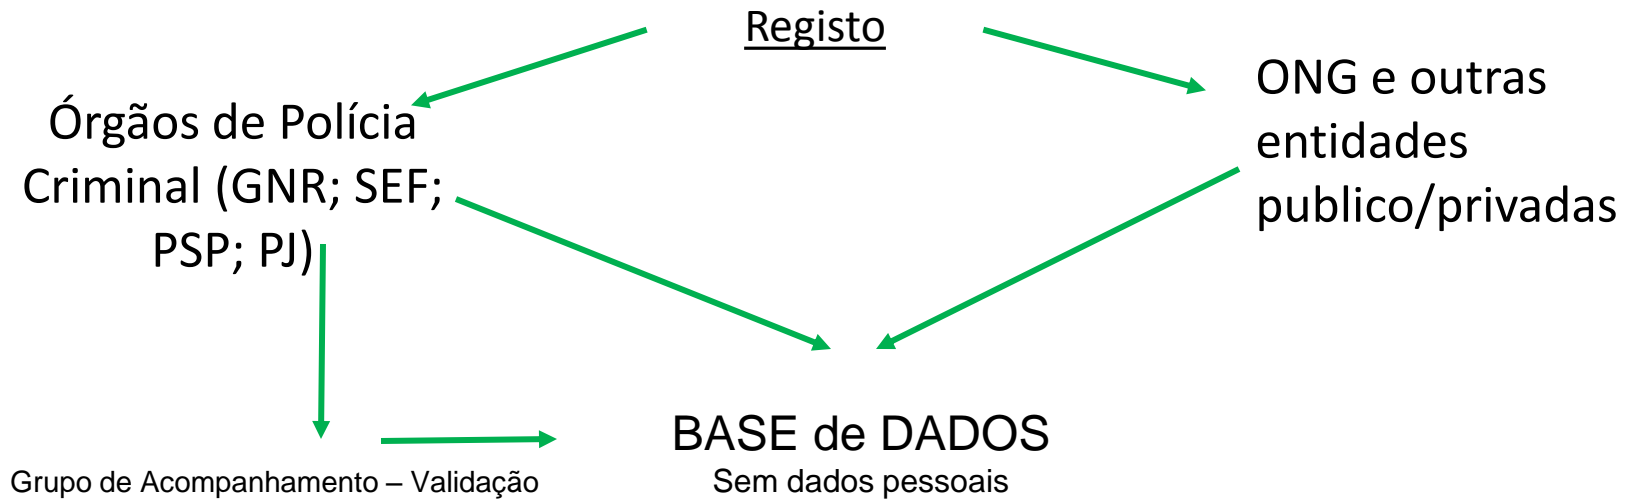 Registo
Órgãos de Polícia
Criminal (GNR; SEF;
PSP; PJ)
ONG e outras
entidades
publico/privadas
BASE de DADOS
Sem dados pessoais
Grupo de Acompanhamento – Validação